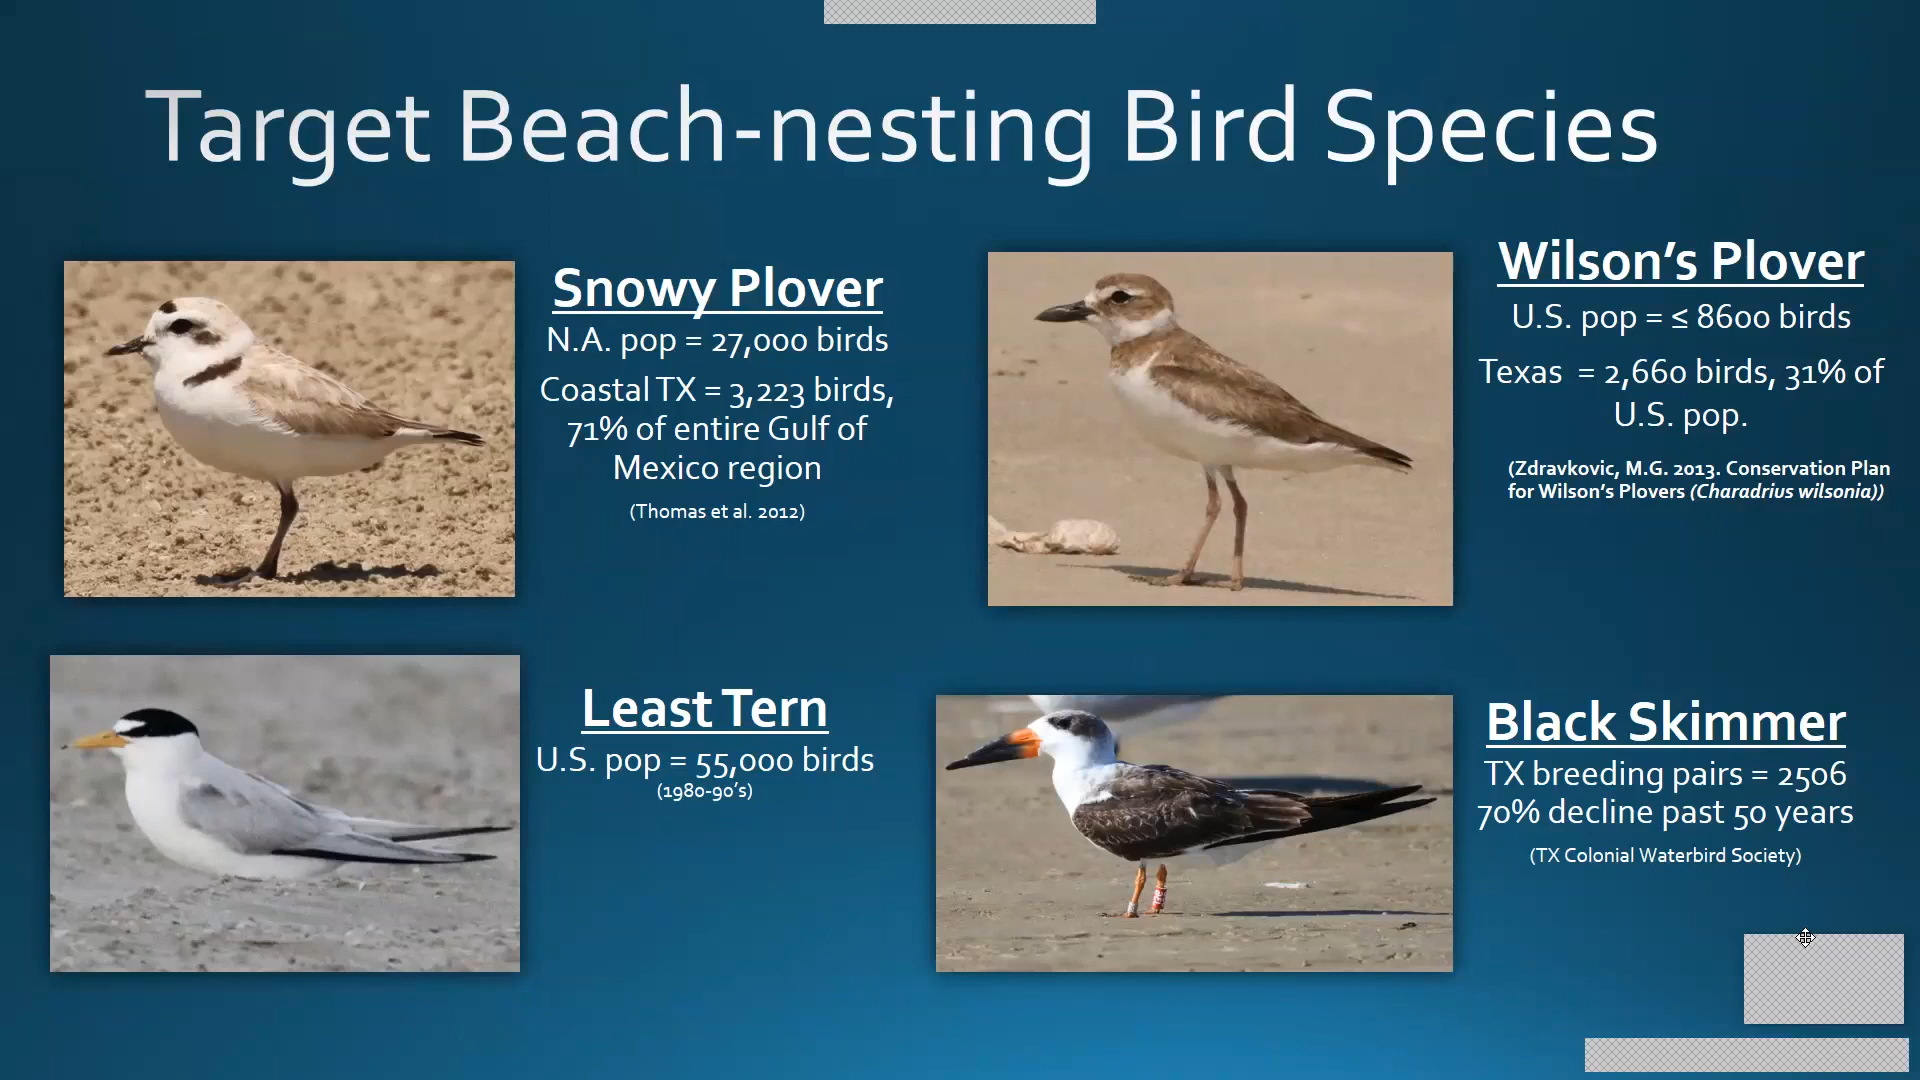 Target Beach-nesting Bird Species
Snowy Plover
N.A. pop = 27,000 birds
Coastal TX = 3,223 birds,
71% of entire Gulf of
Mexico region
(Thomas et al. 2012)
Wilson's Plover
U.S. pop = ≤ 8600 birds
Texas = 2,660 birds, 31% of
U.S. pop.
(Zdravkovic, M.G. 2013. Conservation Plan
for Wilson's Plovers (Charadrius wilsonia))
Least Tern
U.S. pop = 55,000 birds
(1980-90's)
Black Skimmer
TX breeding pairs = 2506
70% decline past 50 years
(TX Colonial Waterbird Society)